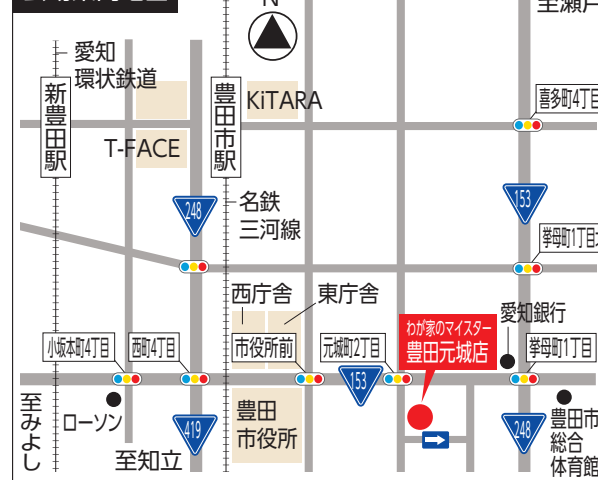 N
至瀬戸
愛知
環状鉄道
新豊田駅
豊田市駅
KiTARA
喜多町4丁目
T-FACE
248
名鉄
三河線
153
挙母町1丁目
西庁舎
東庁舎
わが家のマイスター
豊田元城店
愛知銀行
小坂本町4丁目
西町4丁目
市役所前
元城町2丁目
挙母町1丁目
153
至みよし
ローソン
419
至知立
豊田
市役所
248
豊田市
総合
体育館